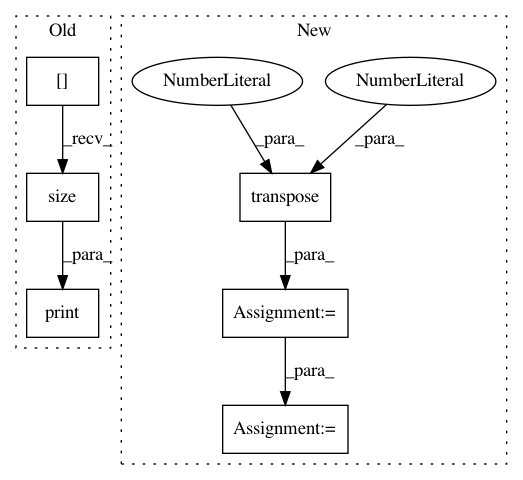 Old
New
[]
NumberLiteral
NumberLiteral
_recv_
_para_
_para_
size
transpose
_para_
_para_
print
Assignment:=
_para_
Assignment:=